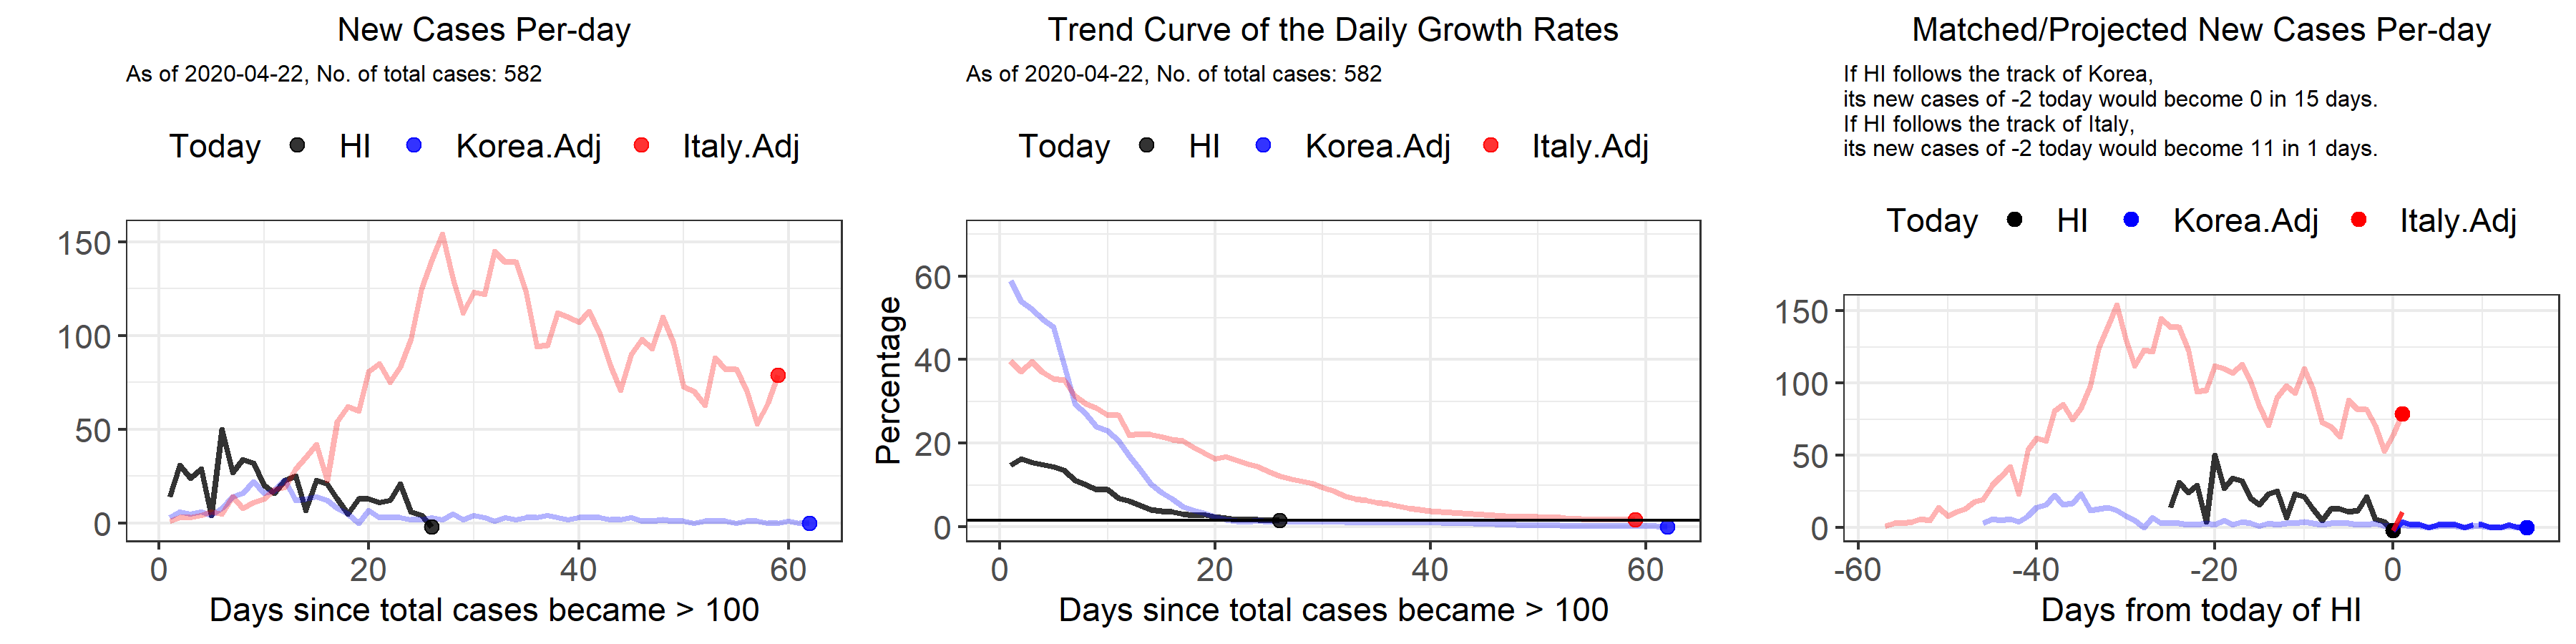 New Cases Per-day
As of 2020-04-22, No. of total cases: 582
Today HI Korea.Adj Italy.Adj
150
100
50
0
0 20 40 60
Days since total cases became > 100
Trend Curve of the Daily Growth Rates
As of 2020-04-22, No. of total cases: 582
Today HI Korea.Adj Italy.Adj
Percentage
60
40
20
0
0 20 40 60
Days since total cases became > 100
Matched/Projected New Cases Per-day
If HI follows the track of Korea,
its new cases of -2 today would become 0 in 15 days.
If HI follows the track of Italy,
its new cases of -2 today would become 11 in 1 days.
Today HI Korea.Adj Italy.Adj
150
100
50
0
-60 -40 -20 0
Days from today of HI